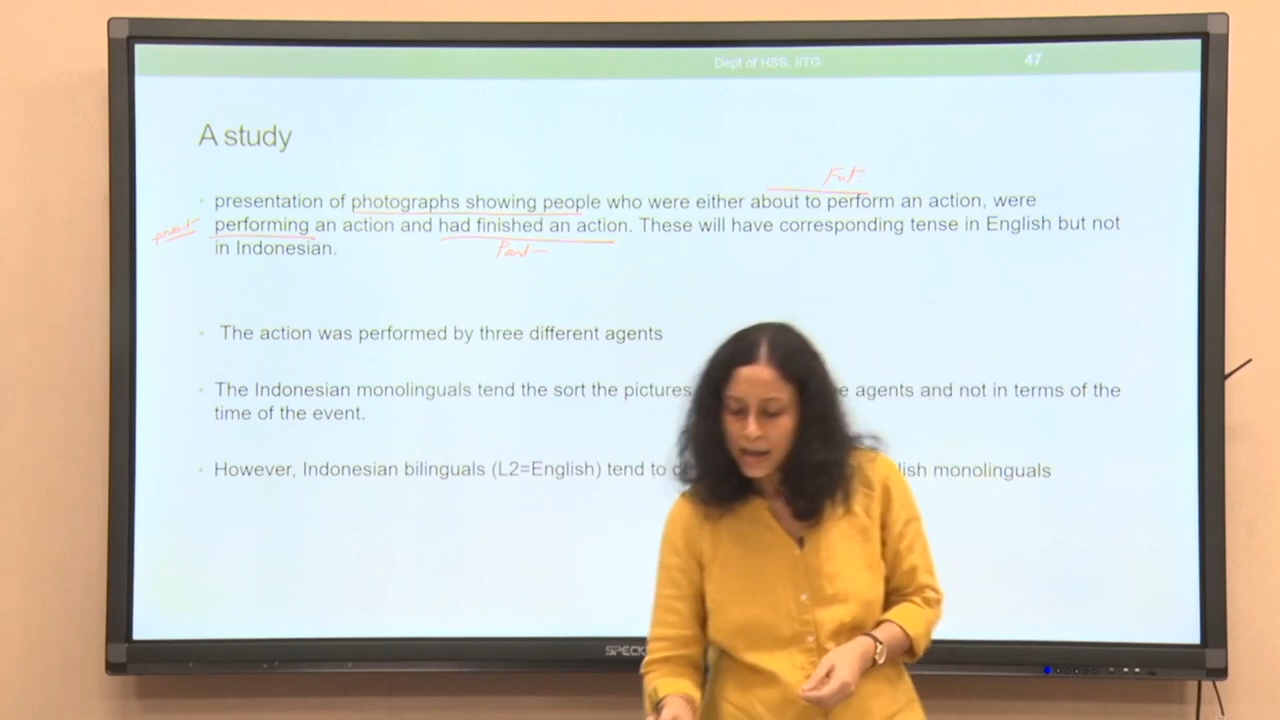 Dept of HSS, IITG
47
A study
Fut.
presentation of photographs showing people who were either about to perform an action, were
performing an action and had finished an action. These will have corresponding tense in English but not
Past
in Indonesian.
The action was performed by three different agents
The Indonesian monolinguals tend the sort the pictures agents and not in terms of the
time of the event.
However, Indonesian bilinguals (L2=English) tend to monolinguals
SPECK